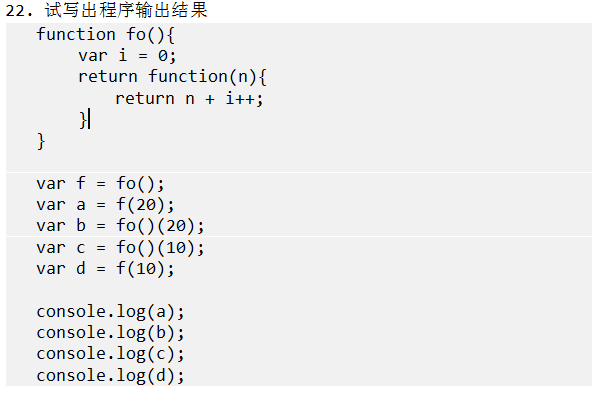 22. 试写出程序输出结果
function fo(){
var i = 0;
return function(n){
return n + i++;
}
}
var f = fo();
var a = f(20);
var b = fo()(20);
var c = fo()(10);
var d = f(10);
console.log(a);
console.log(b);
console.log(c);
console.log(d);